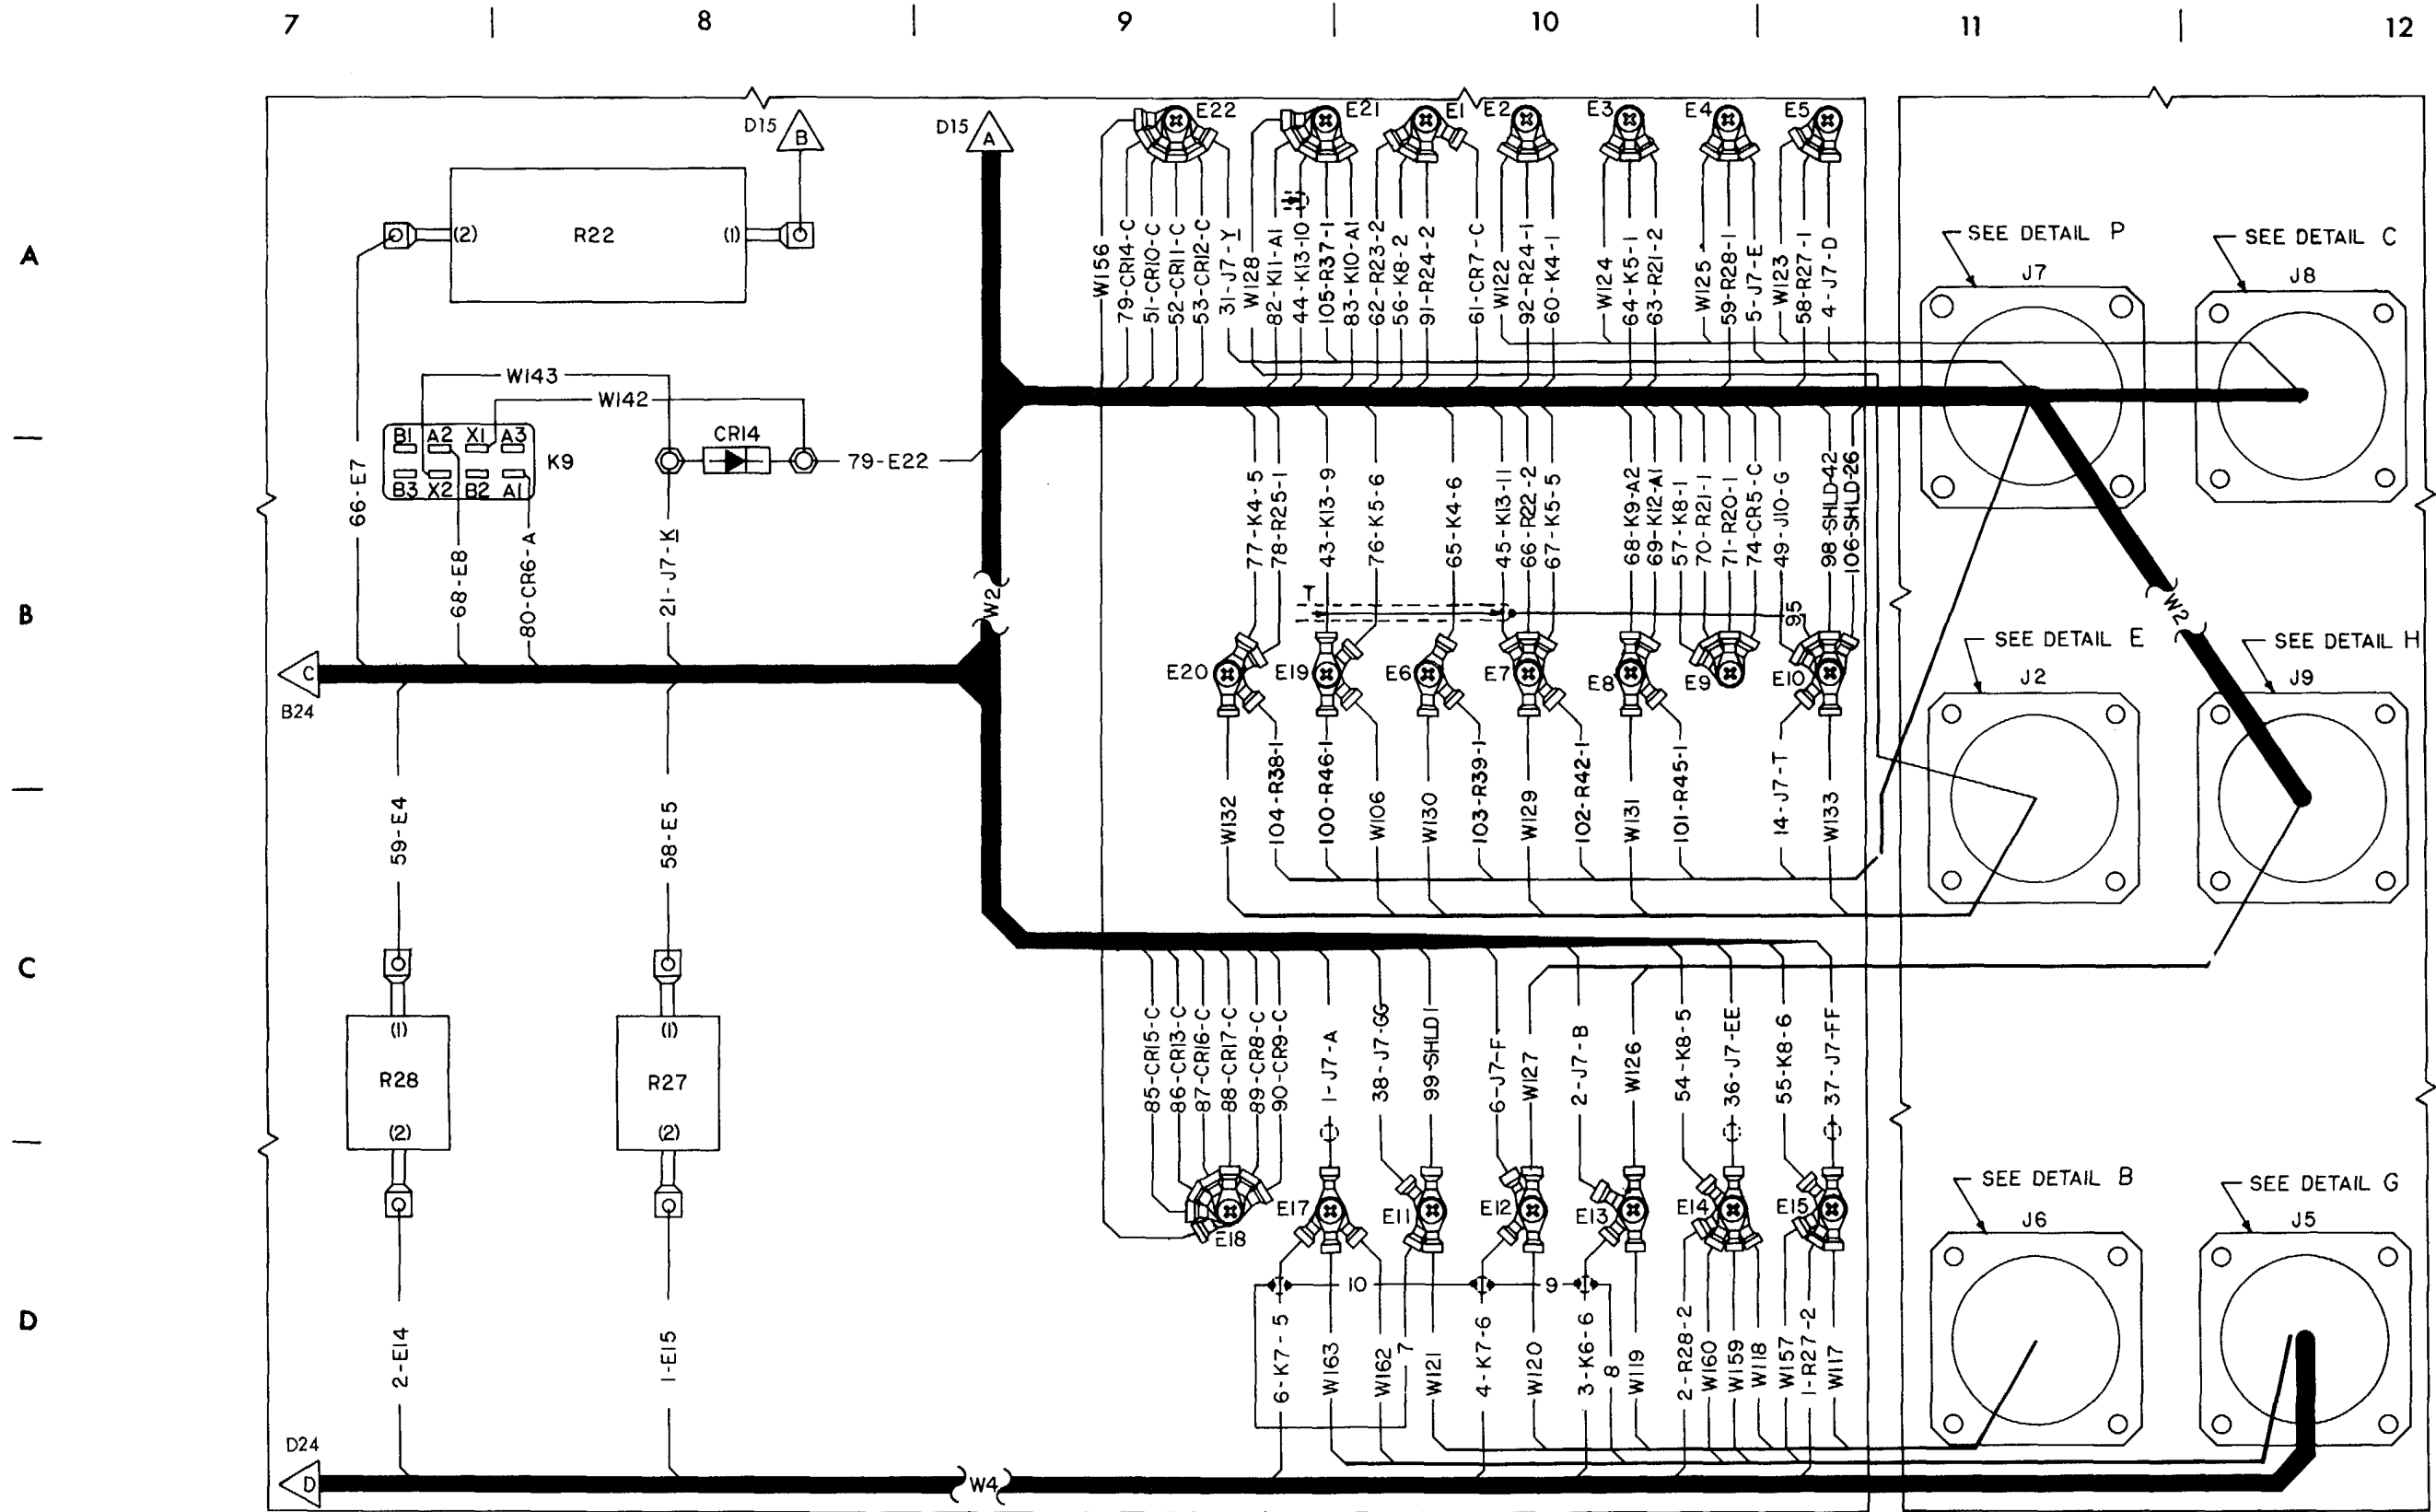 7 8 9 10 11 12
A
B
C
D
D15
B
D15
A
(2) R22 (1)
66-E7
W143
W142
B1 A2 X1 A3
B3 X2 B2 A1
K9
CR14
79-E22
68-E8
80-CR6-A
21-J7-K
W2
C
B24
59-E4
58-E5
(1)
R28
(2)
(1)
R27
(2)
2-E14
1-E15
D24
D
W4
E22 E21 E1 E2 E3 E4 E5
W156
79-CR14-C
51-CR10-C
52-CR11-C
53-CR12-C
31-J7-Y
W128
82-K11-A1
44-K13-10
105-R37-1
83-K10-A1
62-R23-2
56-K8-2
91-R24-2
61-CR7-C
W122
92-R24-1
60-K4-1
W124
64-K5-1
63-R21-2
W125
59-R28-1
5-J7-E
W123
58-R27-1
4-J7-D
77-K4-5
78-R25-1
43-K13-9
76-K5-6
65-K4-6
45-K13-11
66-R22-2
67-K5-5
68-K9-A2
69-K12-A1
57-K8-1
70-R21-1
71-R20-1
74-CR5-C
49-J10-G
98-SHLD-42
106-SHLD-26
T
95
E20 E19 E6 E7 E8 E9 E10
W132
104-R38-1
100-R46-1
W106
W130
103-R39-1
W129
102-R42-1
W131
101-R45-1
14-J7-T
W133
85-CR15-C
86-CR13-C
87-CR16-C
88-CR17-C
89-CR8-C
90-CR9-C
1-J7-A
38-J7-GG
99-SHLD1
6-J7-F
W127
2-J7-B
W126
54-K8-5
36-J7-EE
55-K8-6
37-J7-FF
E18 E17 E11 E12 E13 E14 E15
10
9
6-K7-5
W163
W162
7
W121
4-K7-6
W120
3-K6-6
8
W119
2-R28-2
W160
W159
W118
W157
1-R27-2
W117
SEE DETAIL P
J7
SEE DETAIL C
J8
W2
SEE DETAIL E
J2
SEE DETAIL H
J9
SEE DETAIL B
J6
SEE DETAIL G
J5